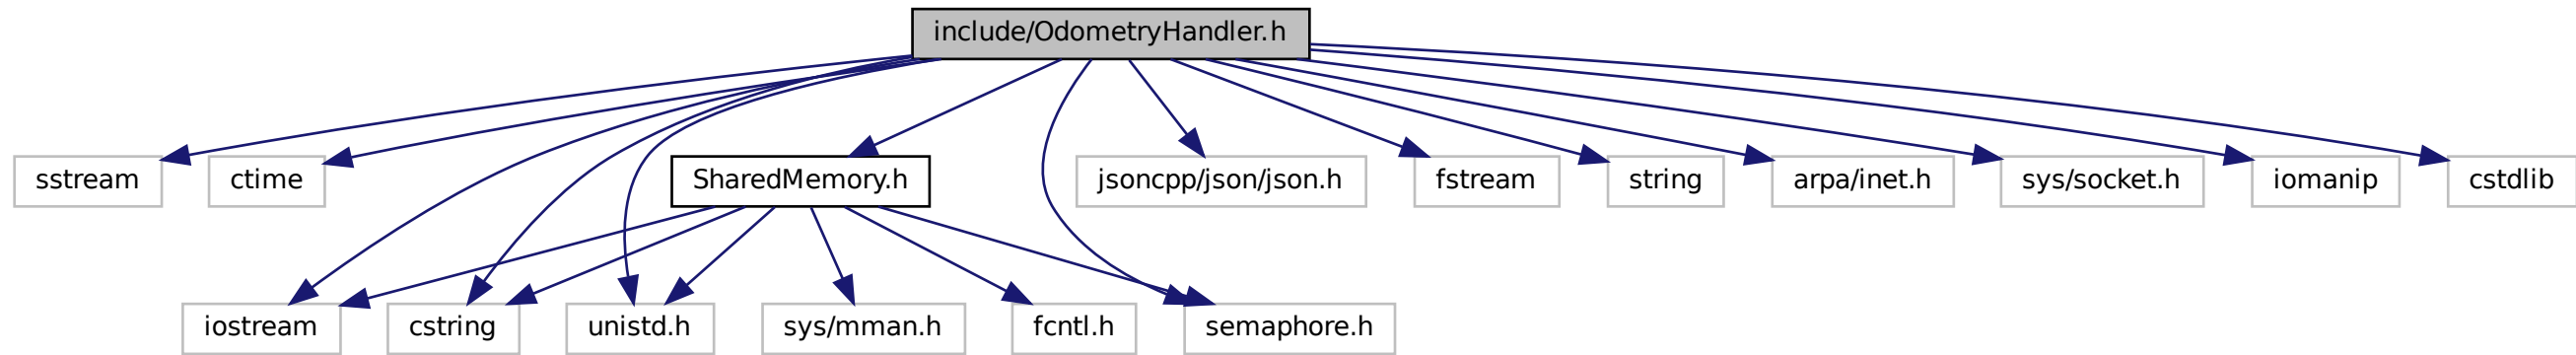 include/OdometryHandler.h
sstream
ctime
SharedMemory.h
jsoncpp/json/json.h
fstream
string
arpa/inet.h
sys/socket.h
iomanip
cstdlib
iostream
cstring
unistd.h
sys/mman.h
fcntl.h
semaphore.h